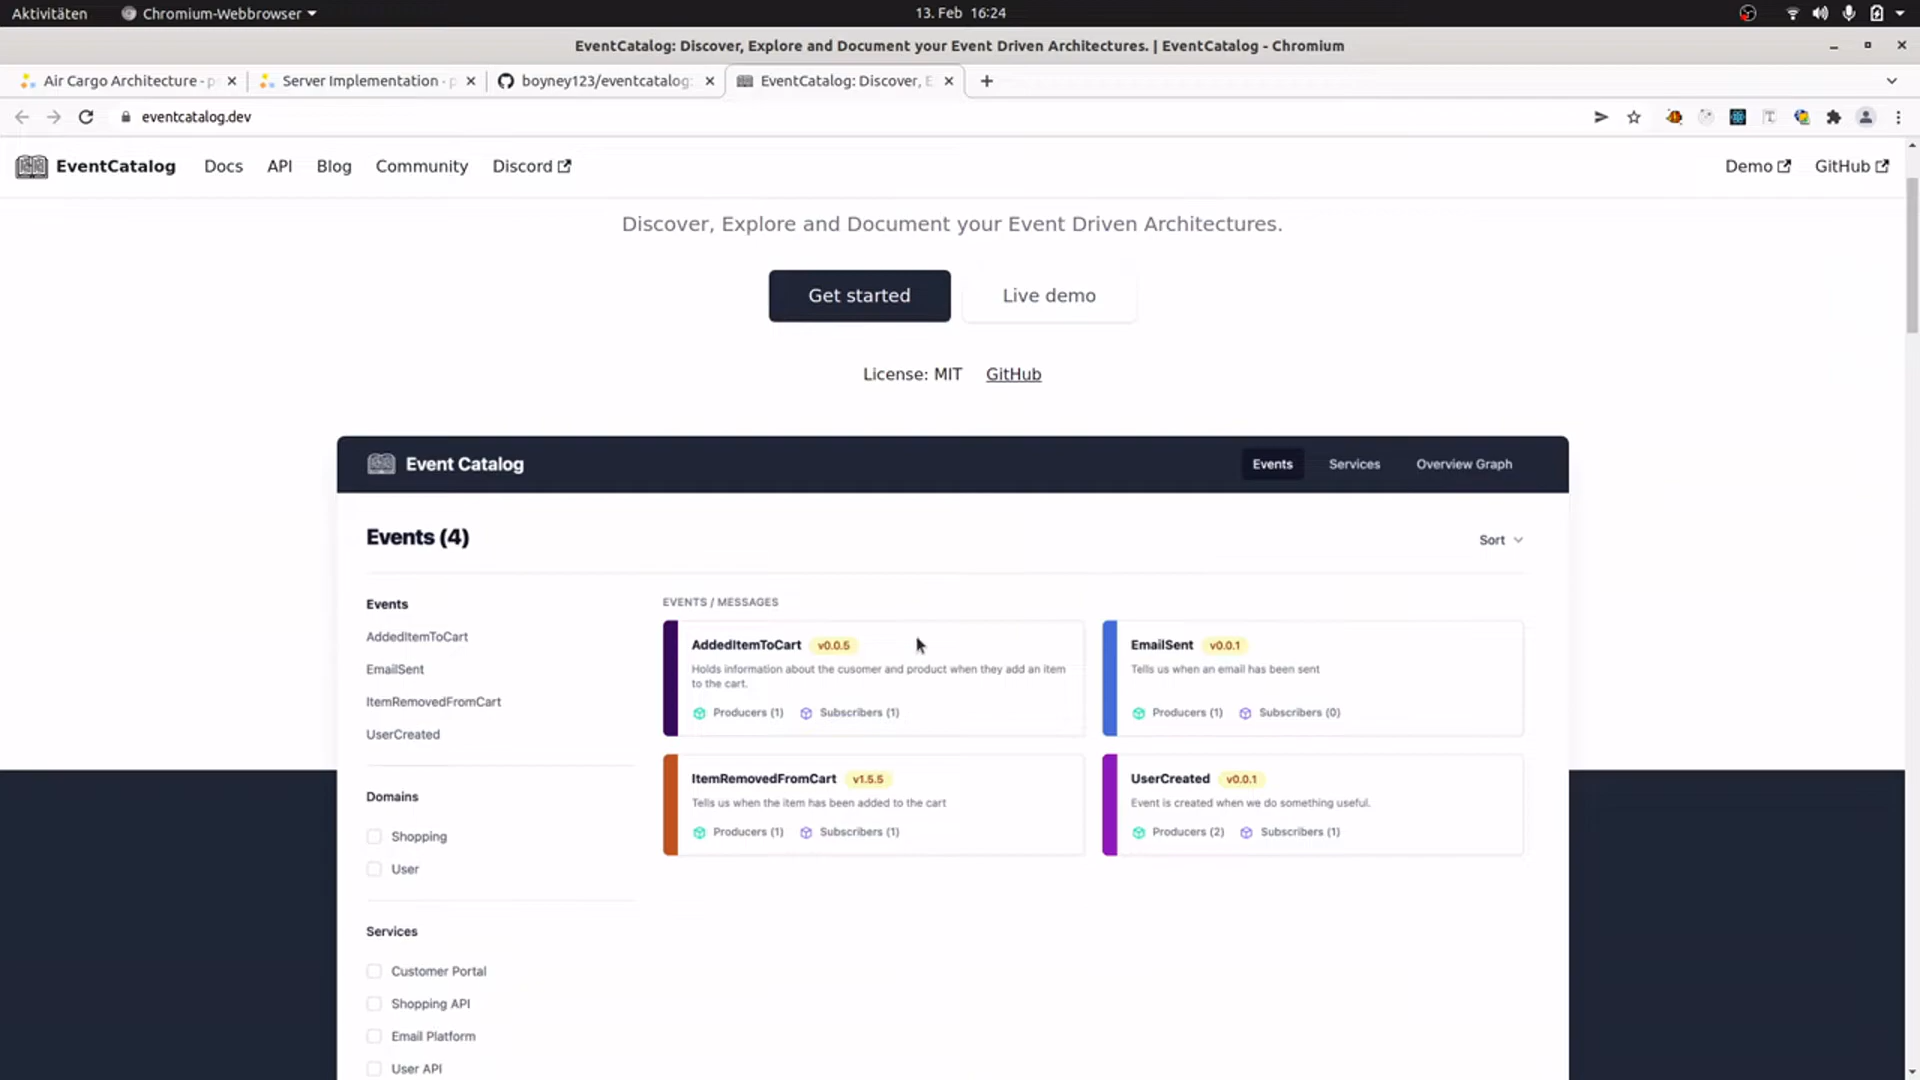 Aktivitäten Chromium-Webbrowser 13. Feb 16:24
EventCatalog: Discover, Explore and Document your Event Driven Architectures. | EventCatalog - Chromium
Air Cargo Architecture - p Server Implementation - p boyney123/eventcatalog: EventCatalog: Discover, E
eventcatalog.dev
EventCatalog Docs API Blog Community Discord Demo GitHub
Discover, Explore and Document your Event Driven Architectures.
Get started Live demo
License: MIT GitHub
Event Catalog Events Services Overview Graph
Events (4)
Sort
Events
AddedItemToCart
EmailSent
ItemRemovedFromCart
UserCreated
Domains
Shopping
User
Services
Customer Portal
Shopping API
Email Platform
User API
EVENTS / MESSAGES
AddedItemToCart v0.0.5
Holds information about the cusomer and product when they add an item
to the cart.
Producers (1) Subscribers (1)
EmailSent v0.0.1
Tells us when an email has been sent
Producers (1) Subscribers (0)
ItemRemovedFromCart v1.5.5
Tells us when the item has been added to the cart
Producers (1) Subscribers (1)
UserCreated v0.0.1
Event is created when we do something useful.
Producers (2) Subscribers (1)